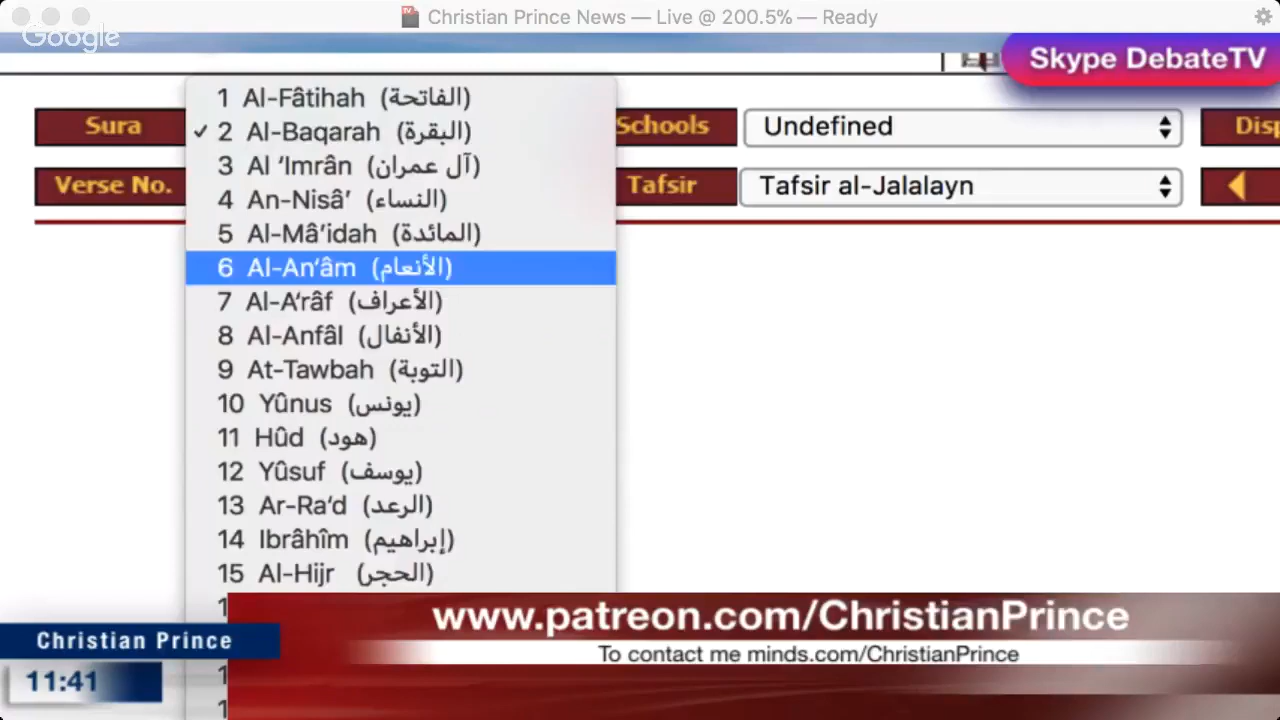 Christian Prince News — Live @ 200.5% — Ready
Google
Skype DebateTV
Sura
Schools
Undefined
Verse No.
Tafsir
Tafsir al-Jalalayn
1 Al-Fâtihah (الفاتحة)
✓ 2 Al-Baqarah (البقرة)
3 Al ‘Imrân (آل عمران)
4 An-Nisâ’ (النساء)
5 Al-Mâ’idah (المائدة)
6 Al-An‘âm (الأنعام)
7 Al-A‘râf (الأعراف)
8 Al-Anfâl (الأنفال)
9 At-Tawbah (التوبة)
10 Yûnus (يونس)
11 Hûd (هود)
12 Yûsuf (يوسف)
13 Ar-Ra‘d (الرعد)
14 Ibrâhîm (إبراهيم)
15 Al-Hijr (الحجر)
www.patreon.com/ChristianPrince
To contact me minds.com/ChristianPrince
Christian Prince
11:41